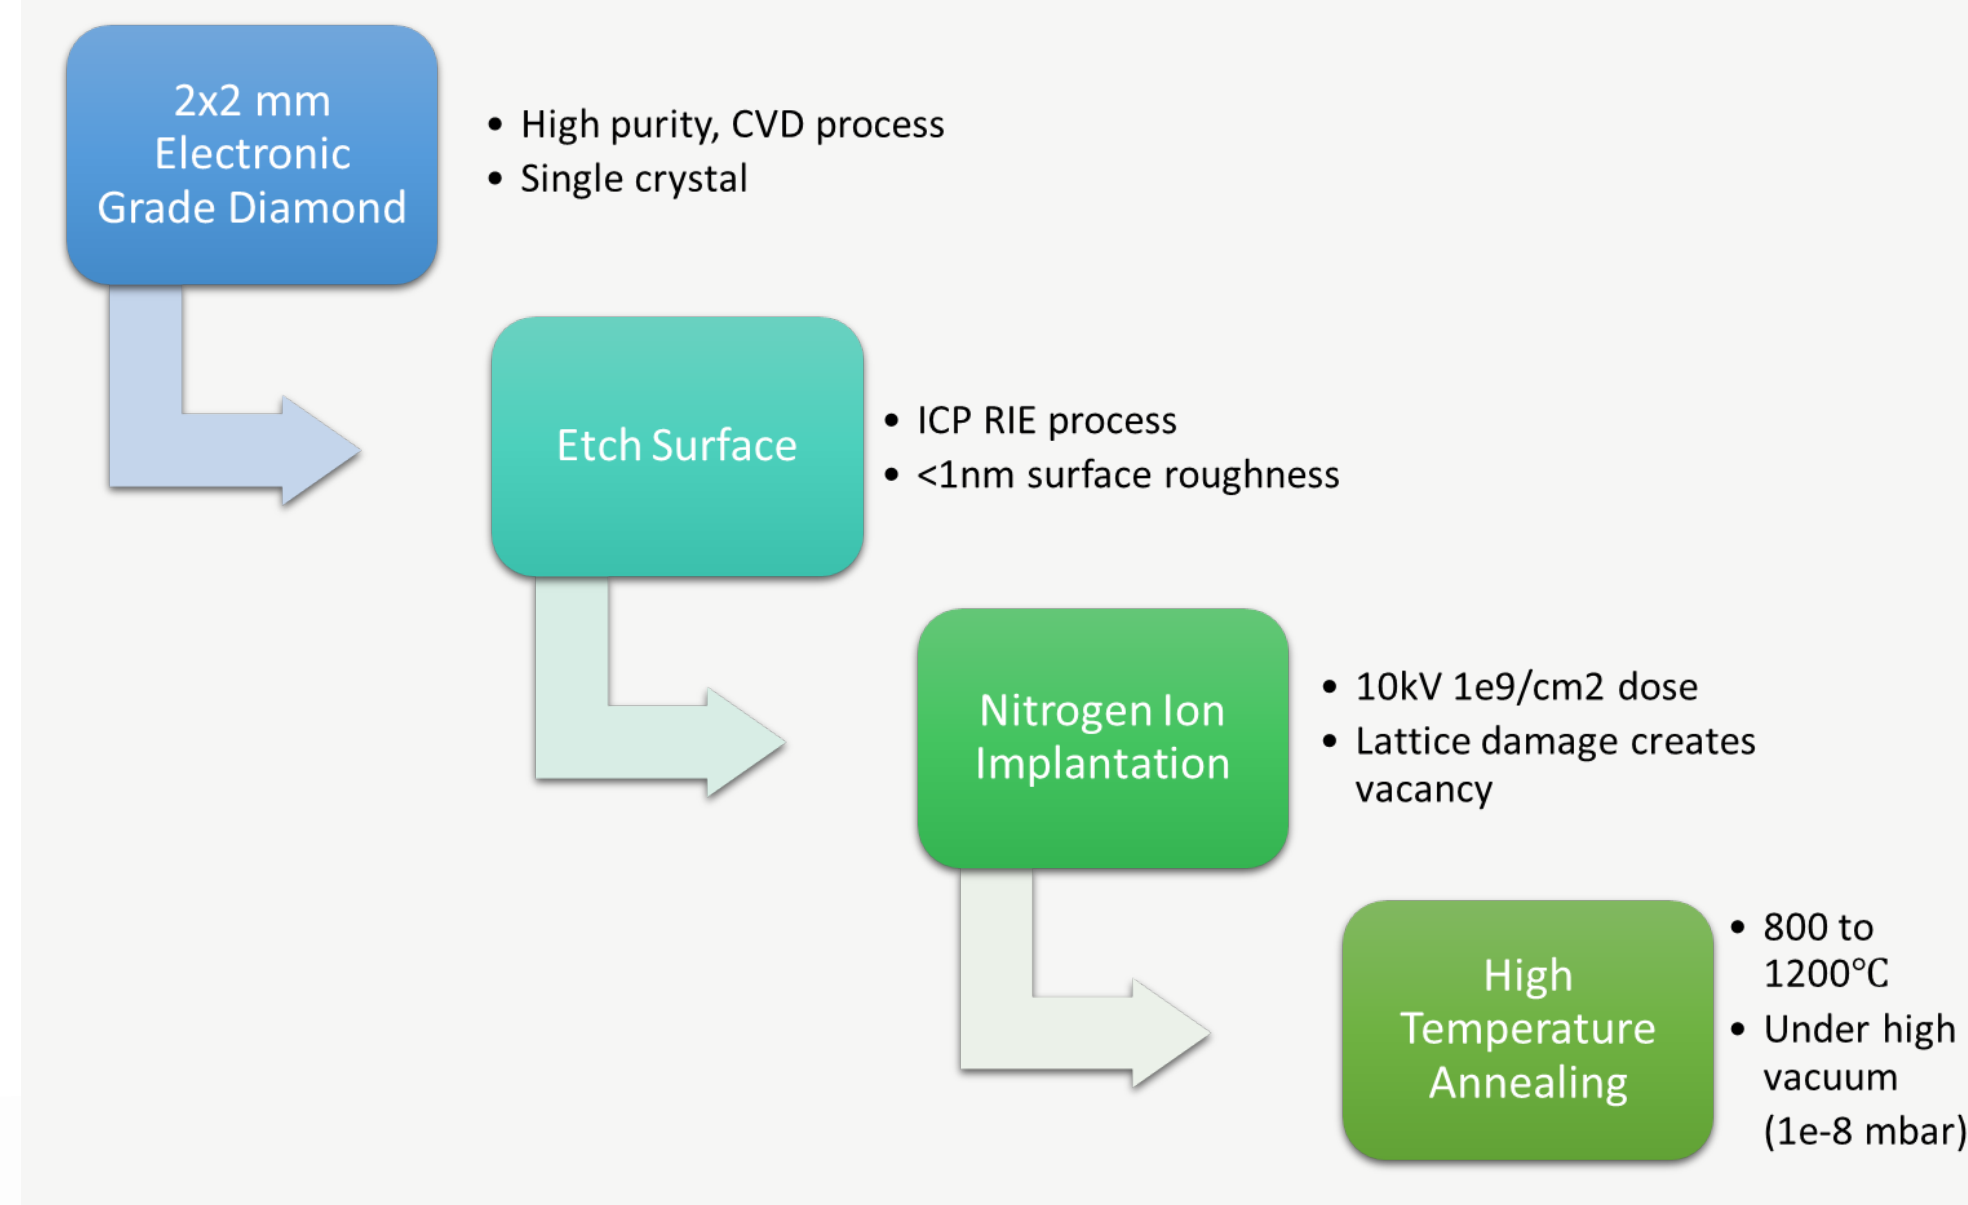 2x2 mm
Electronic
Grade Diamond
• High purity, CVD process
• Single crystal
Etch Surface
• ICP RIE process
• <1nm surface roughness
Nitrogen Ion
Implantation
• 10kV 1e9/cm2 dose
• Lattice damage creates
vacancy
High
Temperature
Annealing
• 800 to
1200℃
• Under high
vacuum
(1e-8 mbar)